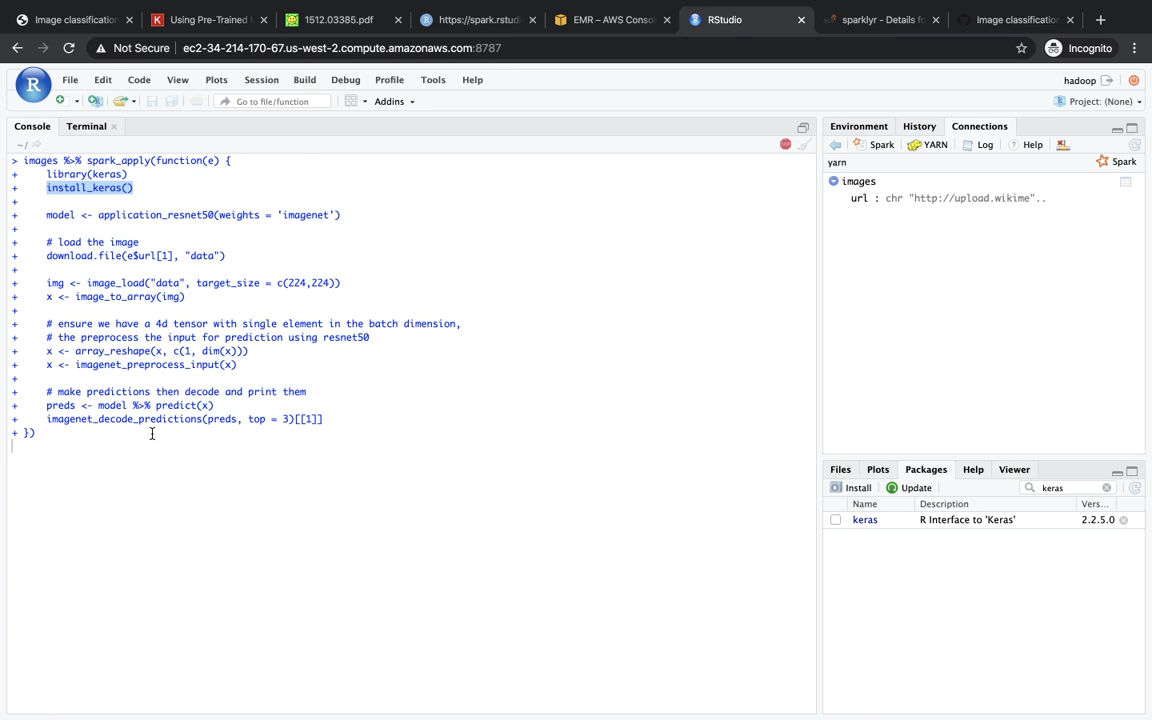 Image classification
Using Pre-Trained
1512.03385.pdf
https://spark.rstudi
EMR – AWS Conso
RStudio
sparklyr - Details fo
Image classification
Not Secure
ec2-34-214-170-67.us-west-2.compute.amazonaws.com:8787
Incognito
R
File
Edit
Code
View
Plots
Session
Build
Debug
Profile
Tools
Help
hadoop
Go to file/function
Addins
Project: (None)
Console
Terminal
~/
> images %>% spark_apply(function(e) {
+     library(keras)
+     install_keras()
+
+     model <- application_resnet50(weights = 'imagenet')
+
+     # load the image
+     download.file(e$url[1], "data")
+
+     img <- image_load("data", target_size = c(224,224))
+     x <- image_to_array(img)
+
+     # ensure we have a 4d tensor with single element in the batch dimension,
+     # the preprocess the input for prediction using resnet50
+     x <- array_reshape(x, c(1, dim(x)))
+     x <- imagenet_preprocess_input(x)
+
+     # make predictions then decode and print them
+     preds <- model %>% predict(x)
+     imagenet_decode_predictions(preds, top = 3)[[1]]
+ })
Environment
History
Connections
Spark
YARN
Log
Help
yarn
Spark
images
url : chr "http://upload.wikime"..
Files
Plots
Packages
Help
Viewer
Install
Update
keras
Name
Description
Vers...
keras
R Interface to 'Keras'
2.2.5.0